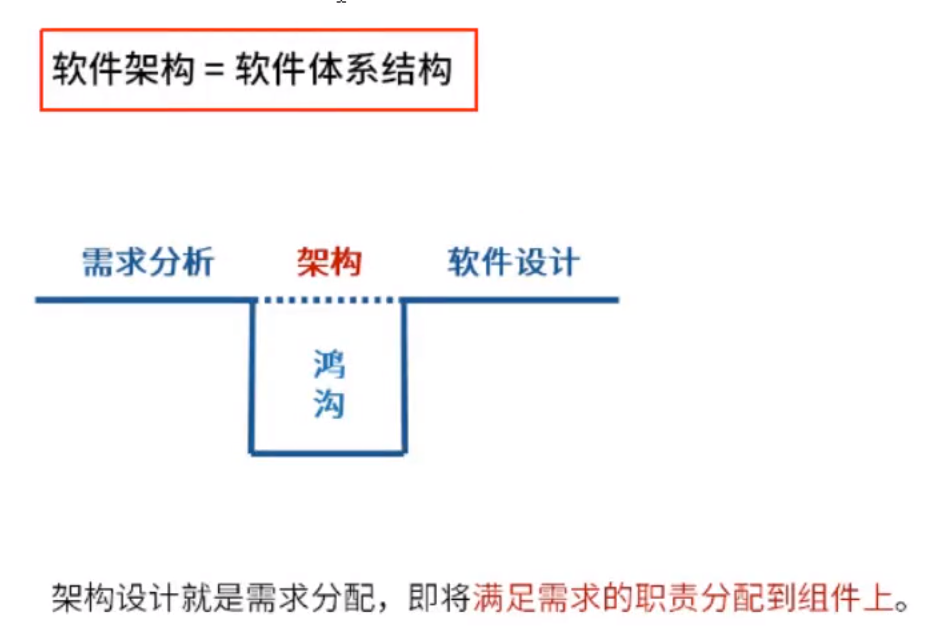 软件架构 = 软件体系结构
需求分析 架构 软件设计
鸿
沟
架构设计就是需求分配，即将满足需求的职责分配到组件上。